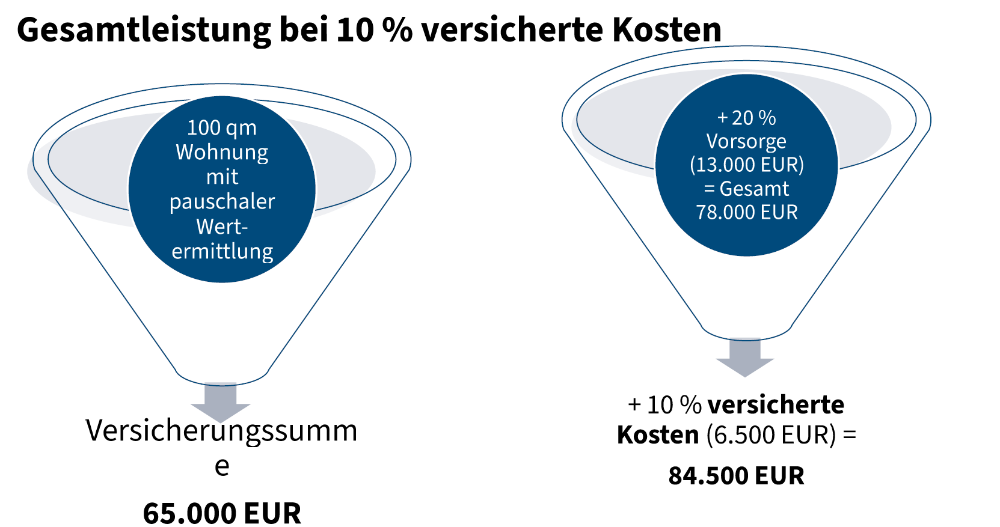 Gesamtleistung bei 10 % versicherte Kosten
100 qm
Wohnung
mit
pauschaler
Wert-
ermittlung
Versicherungssumm
e
65.000 EUR
+ 20 %
Vorsorge
(13.000 EUR)
= Gesamt
78.000 EUR
+ 10 % versicherte
Kosten (6.500 EUR) =
84.500 EUR